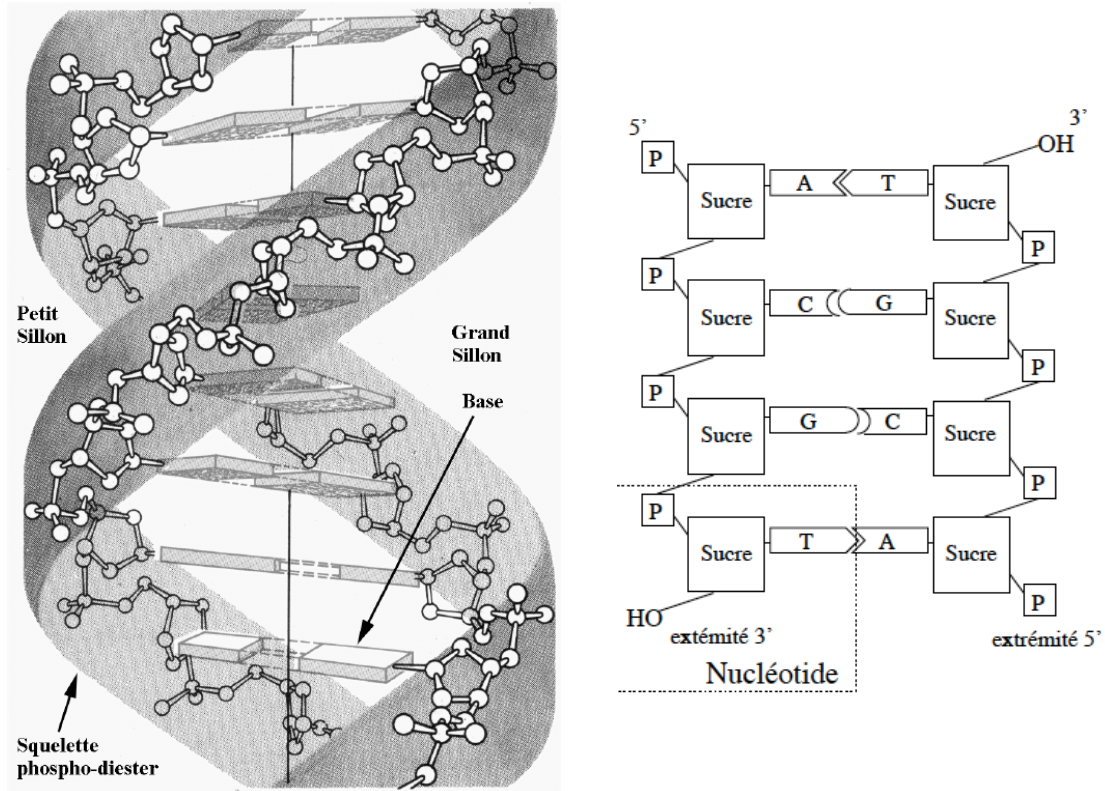 Petit
Sillon
Grand
Sillon
Base
Squelette
phospho-diester
5’
3’
P
OH
Sucre
A
T
Sucre
P
P
Sucre
C
G
Sucre
P
P
Sucre
G
C
Sucre
P
P
Sucre
T
A
Sucre
P
HO
extémité 3’
extrémité 5’
Nucléotide